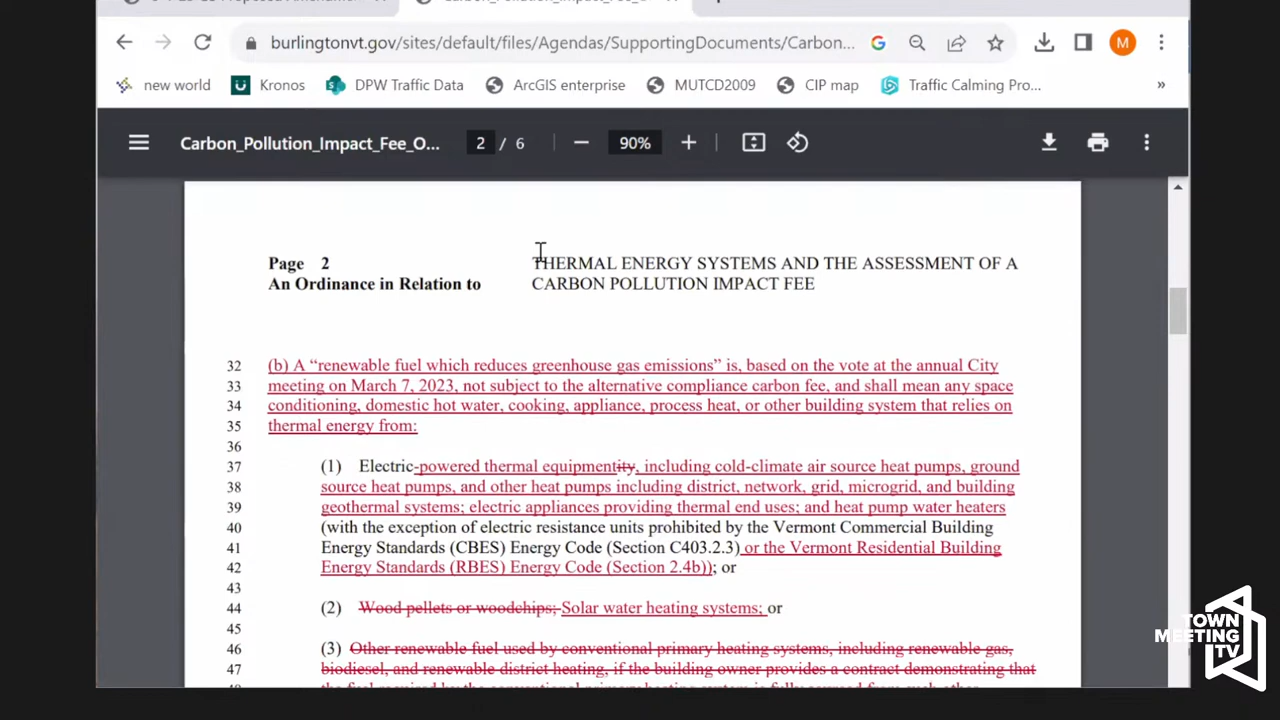 burlingtonvt.gov/sites/default/files/Agendas/SupportingDocuments/Carbon...
M
new world
Kronos
DPW Traffic Data
ArcGIS enterprise
MUTCD2009
CIP map
Traffic Calming Pro...
»
Carbon_Pollution_Impact_Fee_O...
2 / 6
90%
Page 2
THERMAL ENERGY SYSTEMS AND THE ASSESSMENT OF A
An Ordinance in Relation to
CARBON POLLUTION IMPACT FEE
32 (b) A “renewable fuel which reduces greenhouse gas emissions” is, based on the vote at the annual City
33 meeting on March 7, 2023, not subject to the alternative compliance carbon fee, and shall mean any space
34 conditioning, domestic hot water, cooking, appliance, process heat, or other building system that relies on
35 thermal energy from:
36
37 (1) Electric-powered thermal equipmentity, including cold-climate air source heat pumps, ground
38 source heat pumps, and other heat pumps including district, network, grid, microgrid, and building
39 geothermal systems; electric appliances providing thermal end uses; and heat pump water heaters
40 (with the exception of electric resistance units prohibited by the Vermont Commercial Building
41 Energy Standards (CBES) Energy Code (Section C403.2.3) or the Vermont Residential Building
42 Energy Standards (RBES) Energy Code (Section 2.4b)); or
43
44 (2) Wood pellets or woodchips; Solar water heating systems; or
45
46 (3) Other renewable fuel used by conventional primary heating systems, including renewable gas,
47 biodiesel, and renewable district heating, if the building owner provides a contract demonstrating that
TOWN
MEETING
TV